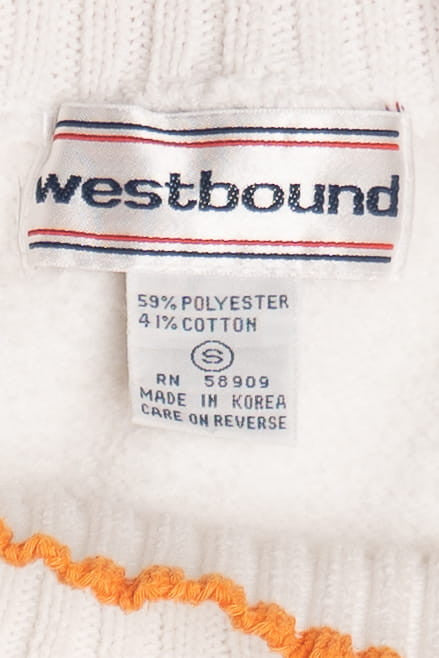 westbound
59% POLYESTER
41% COTTON
S
RN 58909
MADE IN KOREA
CARE ON REVERSE